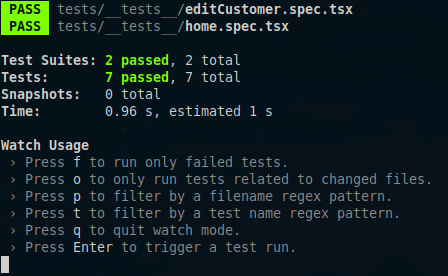 PASS tests/__tests__/editCustomer.spec.tsx
PASS tests/__tests__/home.spec.tsx
Test Suites: 2 passed, 2 total
Tests: 7 passed, 7 total
Snapshots: 0 total
Time: 0.96 s, estimated 1 s
Watch Usage
› Press f to run only failed tests.
› Press o to only run tests related to changed files.
› Press p to filter by a filename regex pattern.
› Press t to filter by a test name regex pattern.
› Press q to quit watch mode.
› Press Enter to trigger a test run.